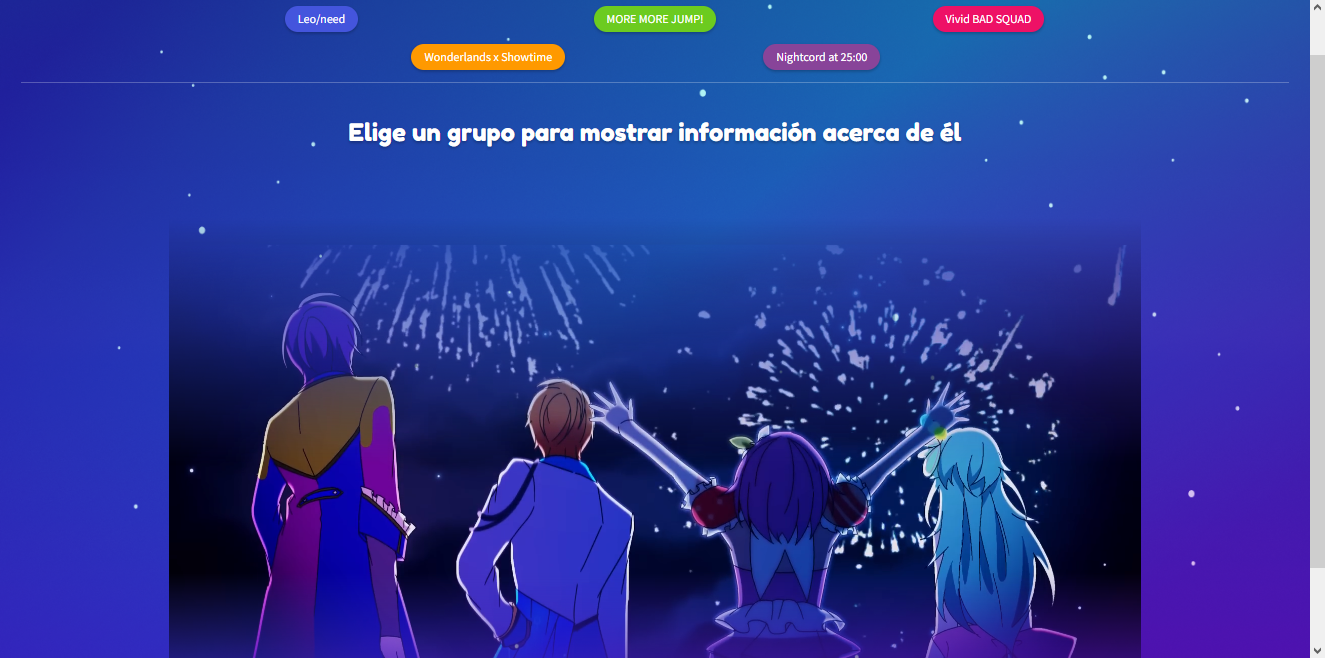 Leo/need
MORE MORE JUMP!
Vivid BAD SQUAD
Wonderlands x Showtime
Nightcord at 25:00
Elige un grupo para mostrar información acerca de él